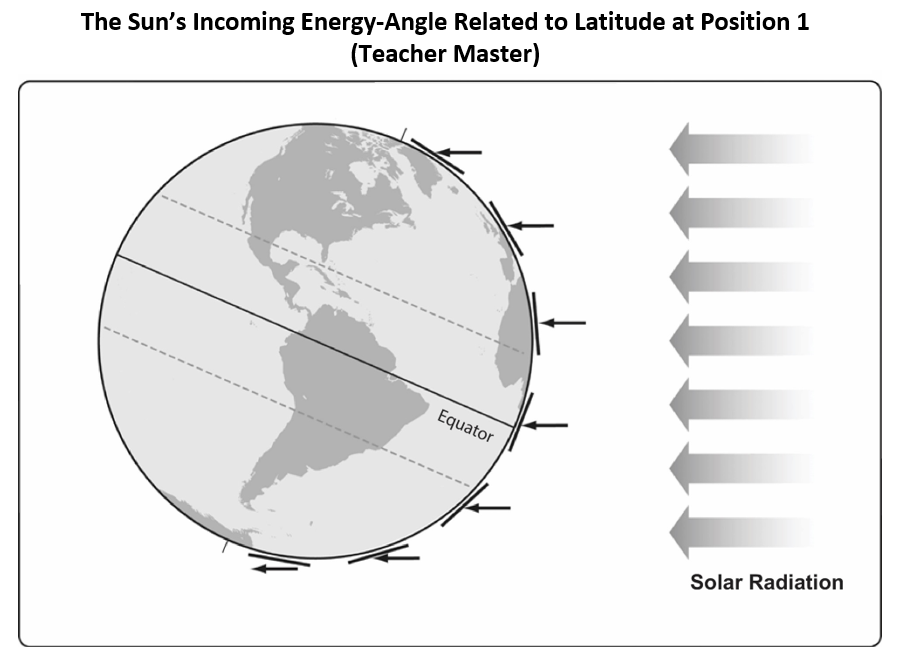 The Sun’s Incoming Energy-Angle Related to Latitude at Position 1
(Teacher Master)
Equator
Solar Radiation